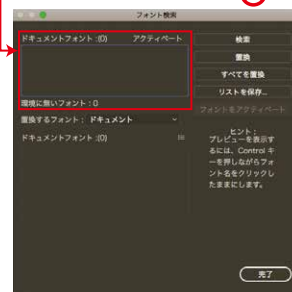 フォント検索
ドキュメントフォント :(0) アクティベート
環境に無いフォント : 0
置換するフォント : ドキュメント
ドキュメントフォント :(0)
検索
置換
すべてを置換
リストを保存...
フォントをアクティベート
ヒント :
プレビューを表示す
るには、Control キ
ーを押しながらフォ
ント名をクリックし
たままにします。
完了